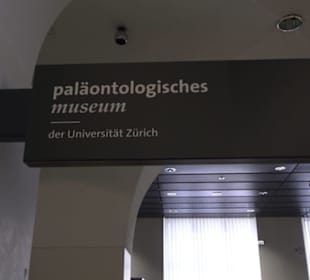 paläontologisches
museum
der Universität Zürich